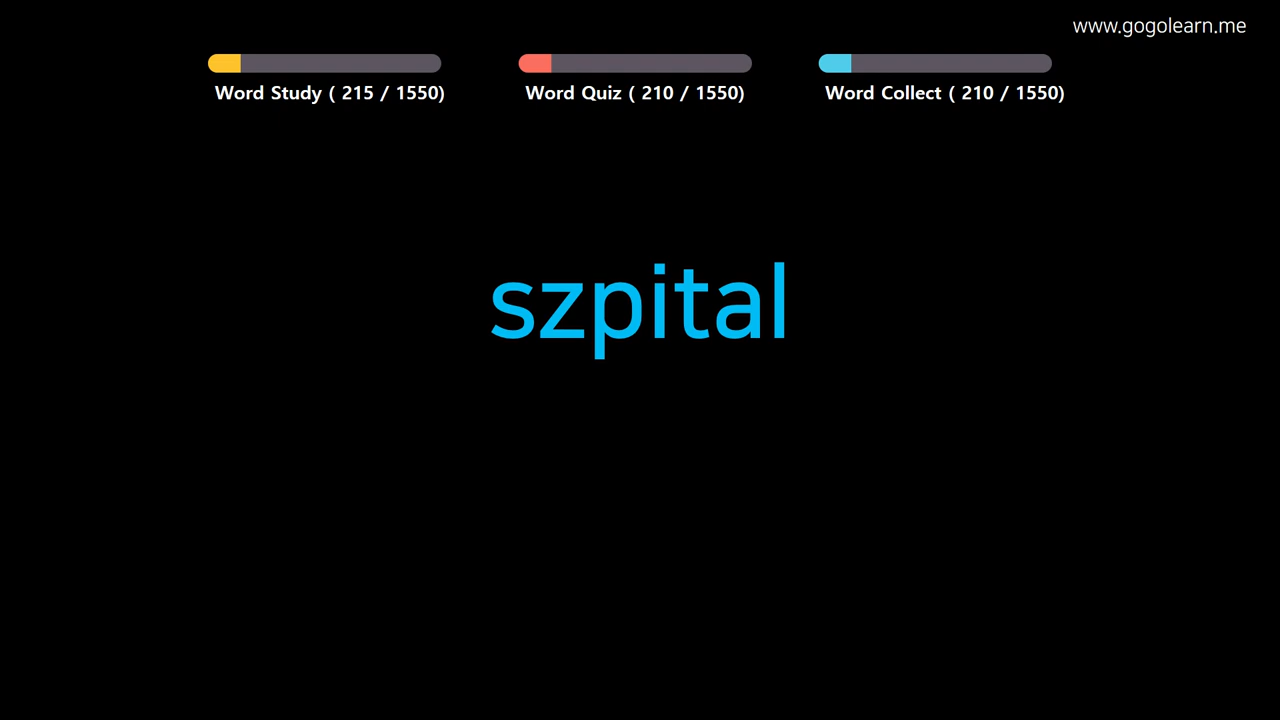 www.gogolearn.me
Word Study ( 215 / 1550)
Word Quiz ( 210 / 1550)
Word Collect ( 210 / 1550)
szpital